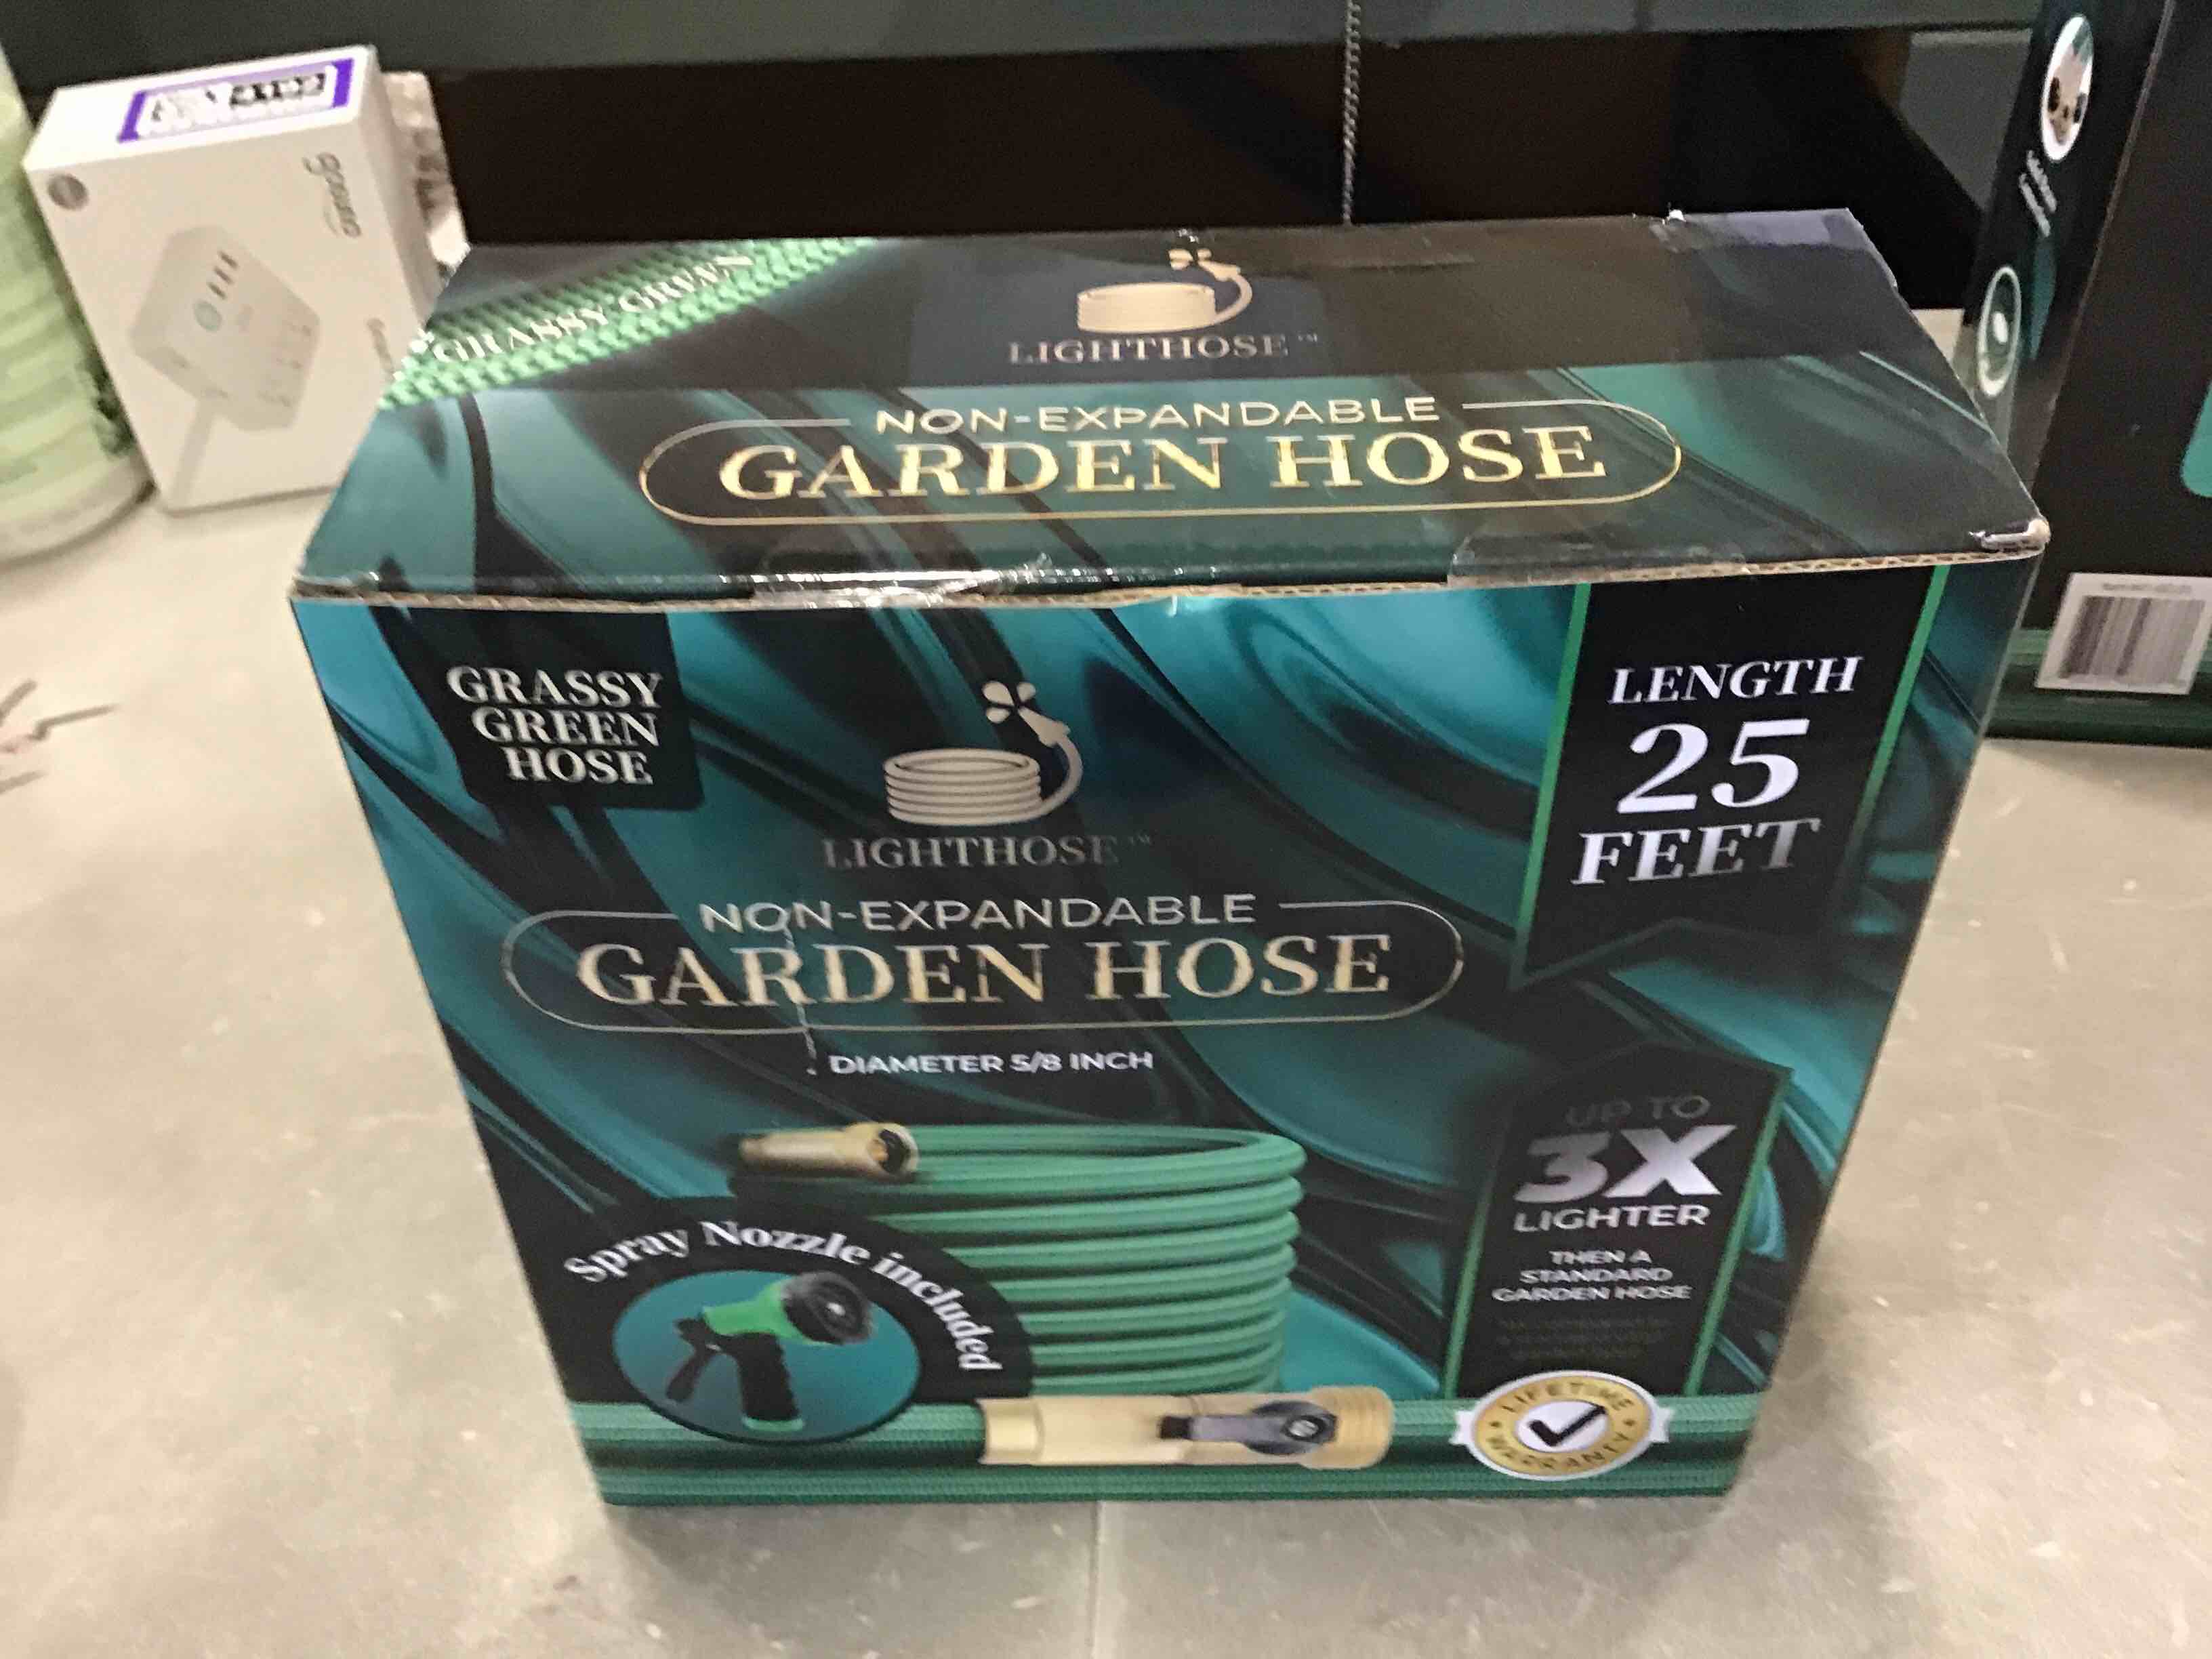 govee
GRASSY GREEN
LIGHTHOSE™
NON-EXPANDABLE
GARDEN HOSE
GRASSY
GREEN
HOSE
LENGTH
25
FEET
LIGHTHOSE™
NON-EXPANDABLE
GARDEN HOSE
DIAMETER 5/8 INCH
UP TO
3X
LIGHTER
THEN A
STANDARD
GARDEN HOSE
Spray Nozzle included
LIFETIME
WARRANTY